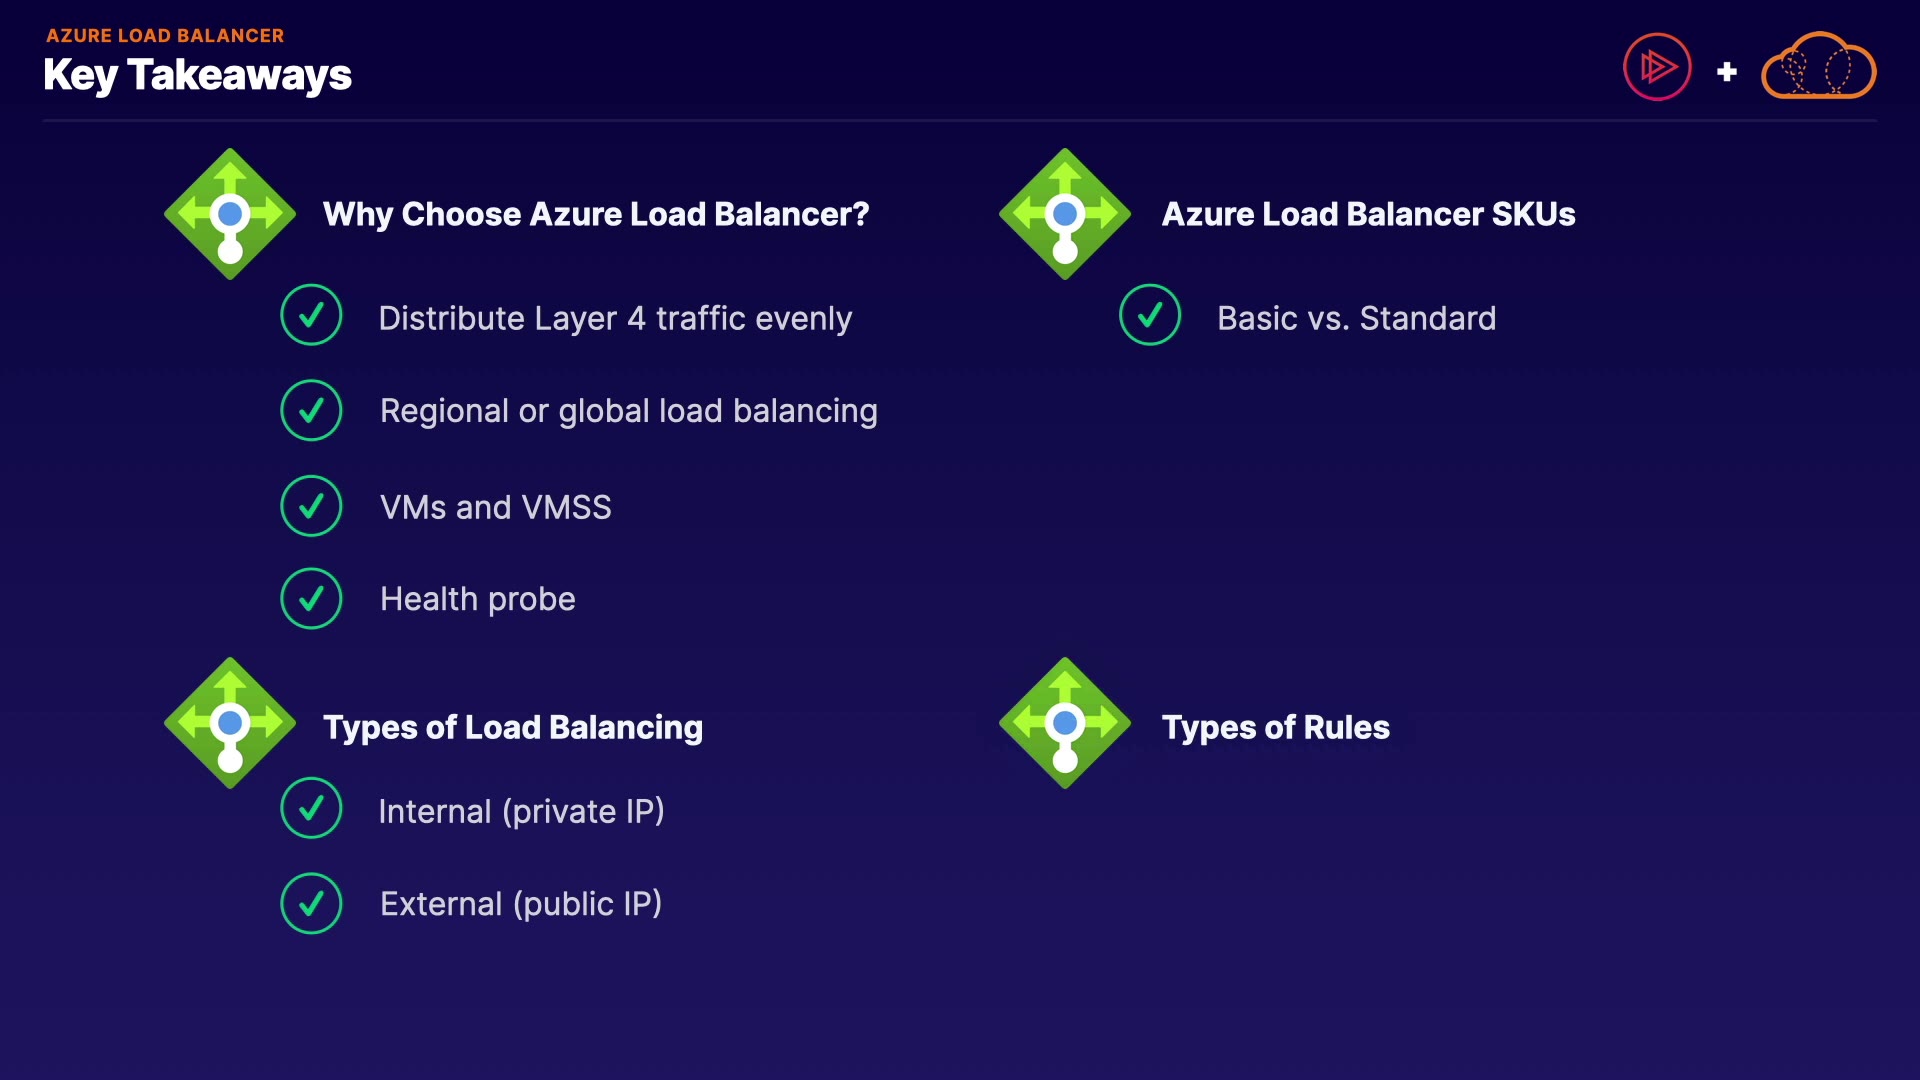 AZURE LOAD BALANCER
Key Takeaways
+
Why Choose Azure Load Balancer?
Distribute Layer 4 traffic evenly
Regional or global load balancing
VMs and VMSS
Health probe
Azure Load Balancer SKUs
Basic vs. Standard
Types of Load Balancing
Internal (private IP)
External (public IP)
Types of Rules